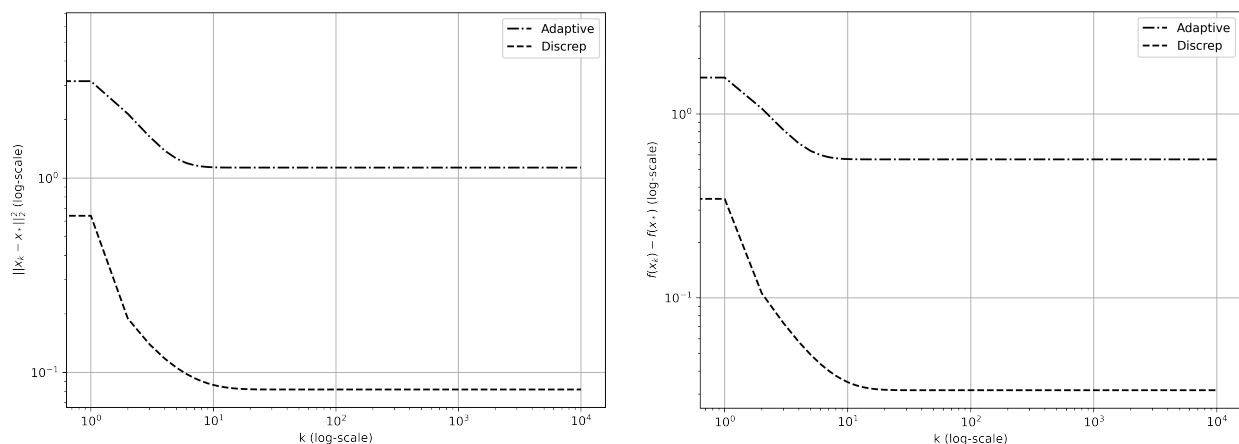 Adaptive
Discrep
||x_k − x_*||_2^2 (log-scale)
10^0
10^−1
10^0
10^1
10^2
10^3
10^4
k (log-scale)
Adaptive
Discrep
f(x_k) − f(x_*) (log-scale)
10^0
10^−1
10^0
10^1
10^2
10^3
10^4
k (log-scale)